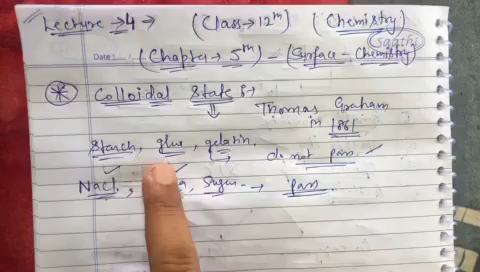 Lecture → 4 → (Class → 12th) (Chemistry)
Saathi
Date
(Chapter → 5th) – (Surface - Chemistry
* Colloidal State :-
⇓ Thomas Graham
in 1861
Starch, glue, gelatin. → do not pass ✓
NaCl, Sugar → pass.